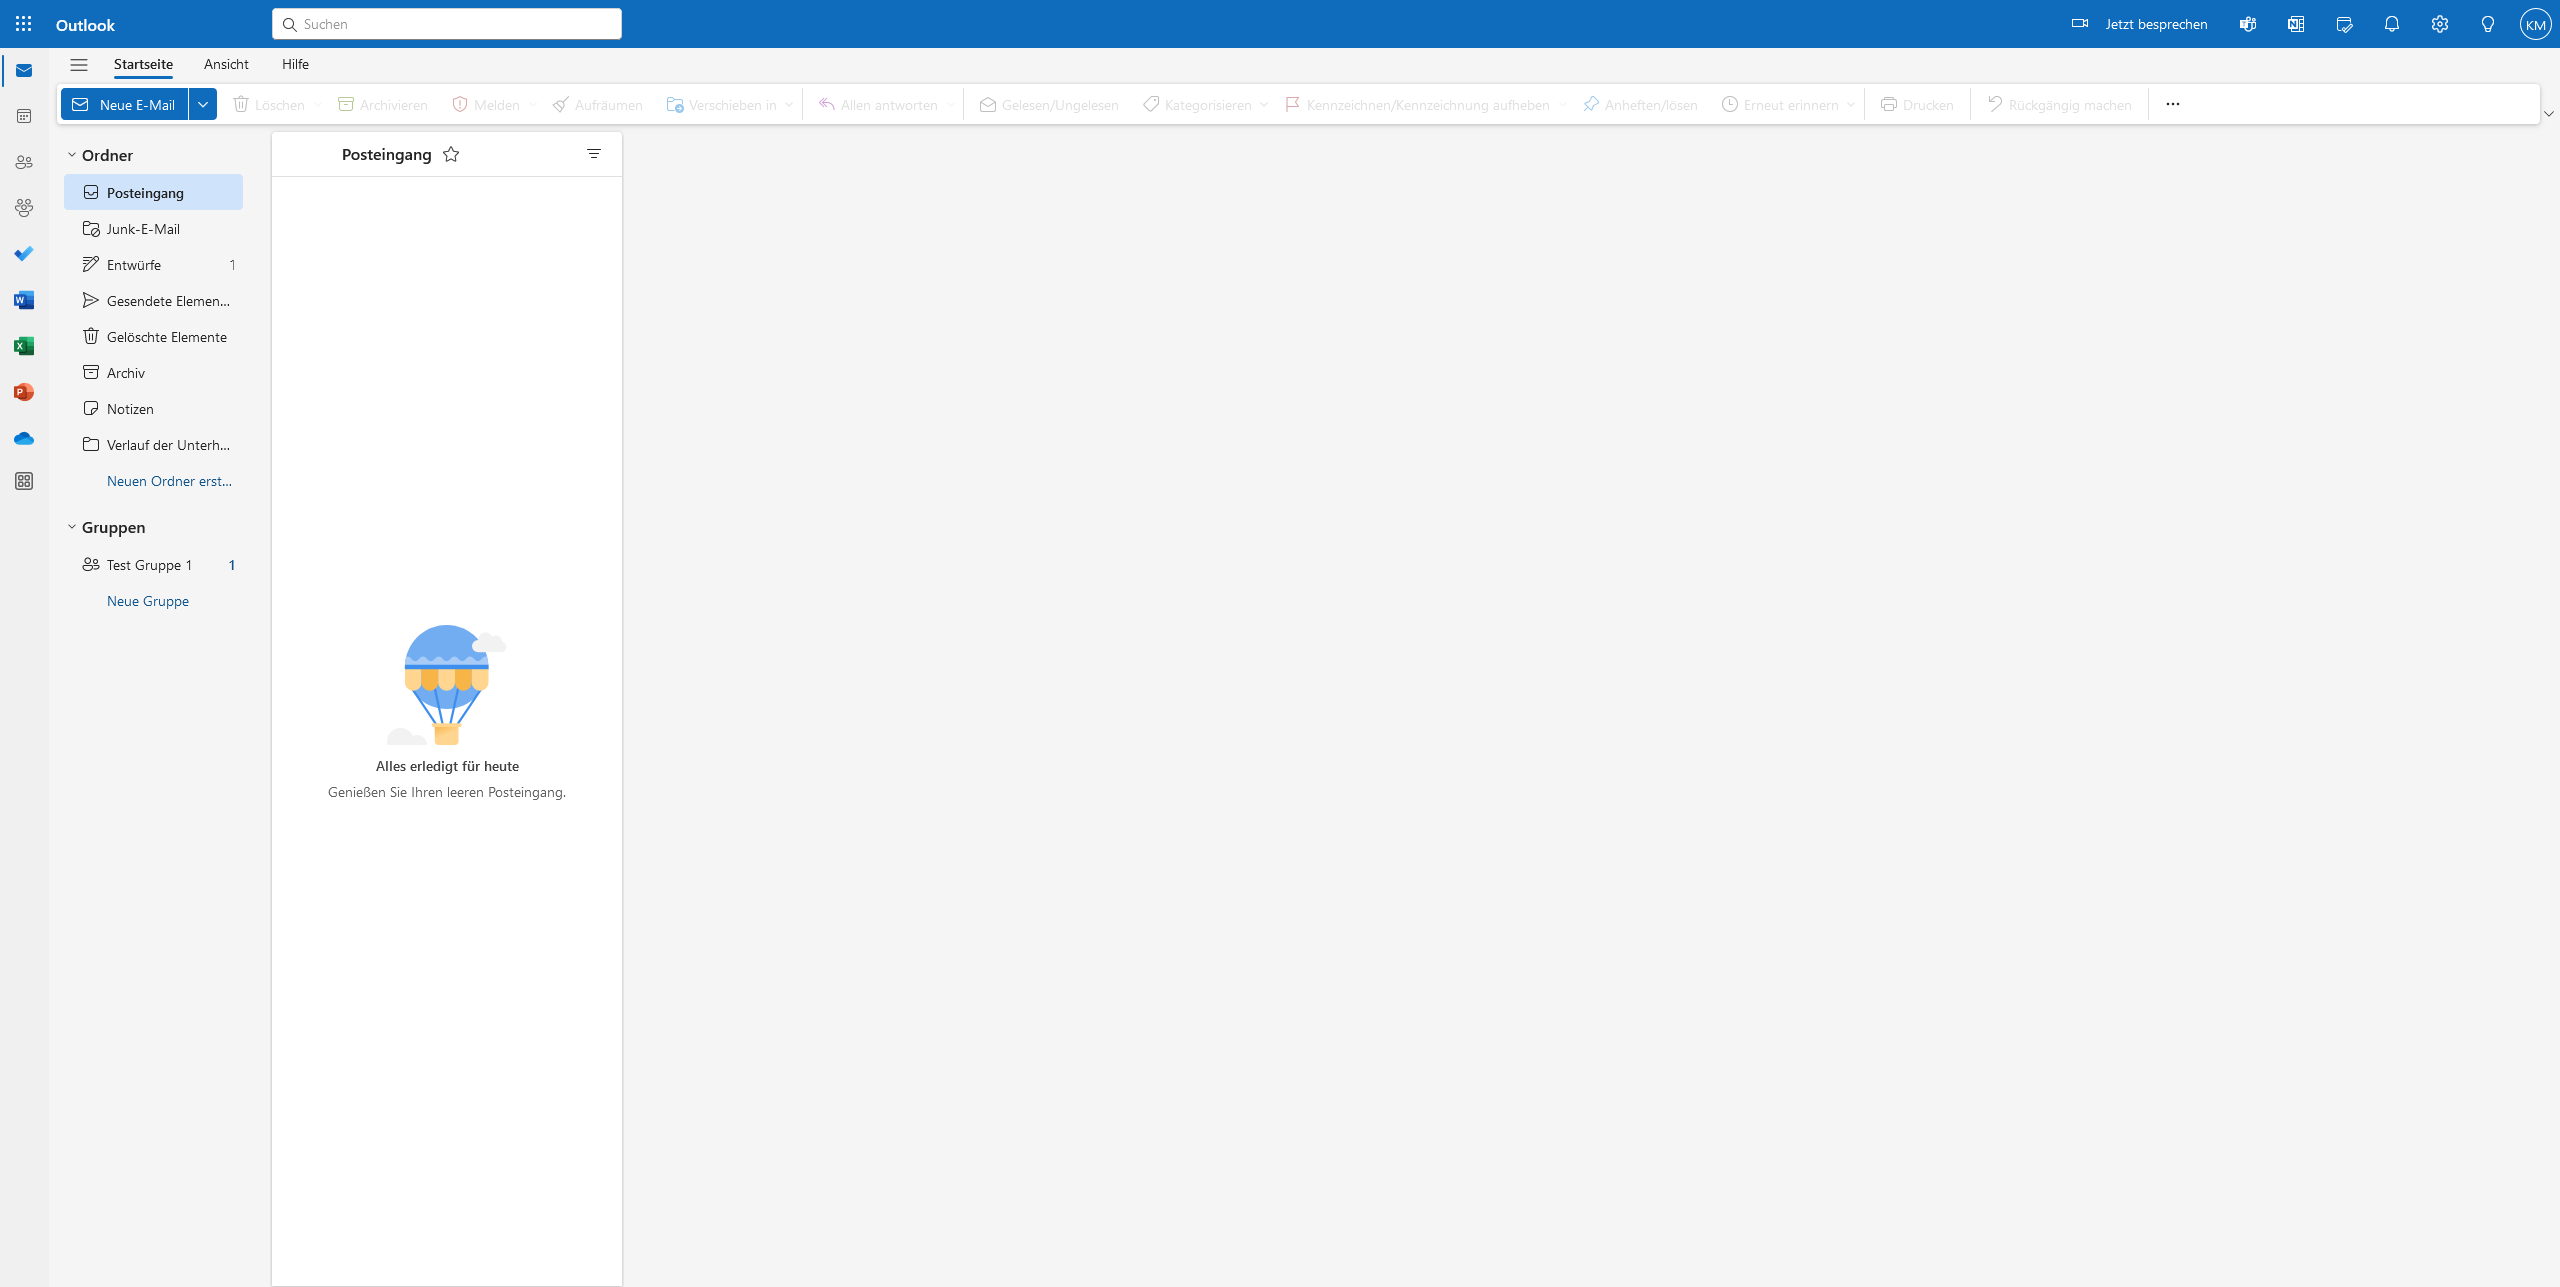 Outlook
Suchen
Jetzt besprechen
KM
Startseite
Ansicht
Hilfe
Neue E-Mail
Löschen
Archivieren
Melden
Aufräumen
Verschieben in
Allen antworten
Gelesen/Ungelesen
Kategorisieren
Kennzeichnen/Kennzeichnung aufheben
Anheften/lösen
Erneut erinnern
Drucken
Rückgängig machen
Ordner
Posteingang
Junk-E-Mail
Entwürfe 1
Gesendete Elemen...
Gelöschte Elemente
Archiv
Notizen
Verlauf der Unterh...
Neuen Ordner erst...
Gruppen
Test Gruppe 1 1
Neue Gruppe
Posteingang
Alles erledigt für heute
Genießen Sie Ihren leeren Posteingang.